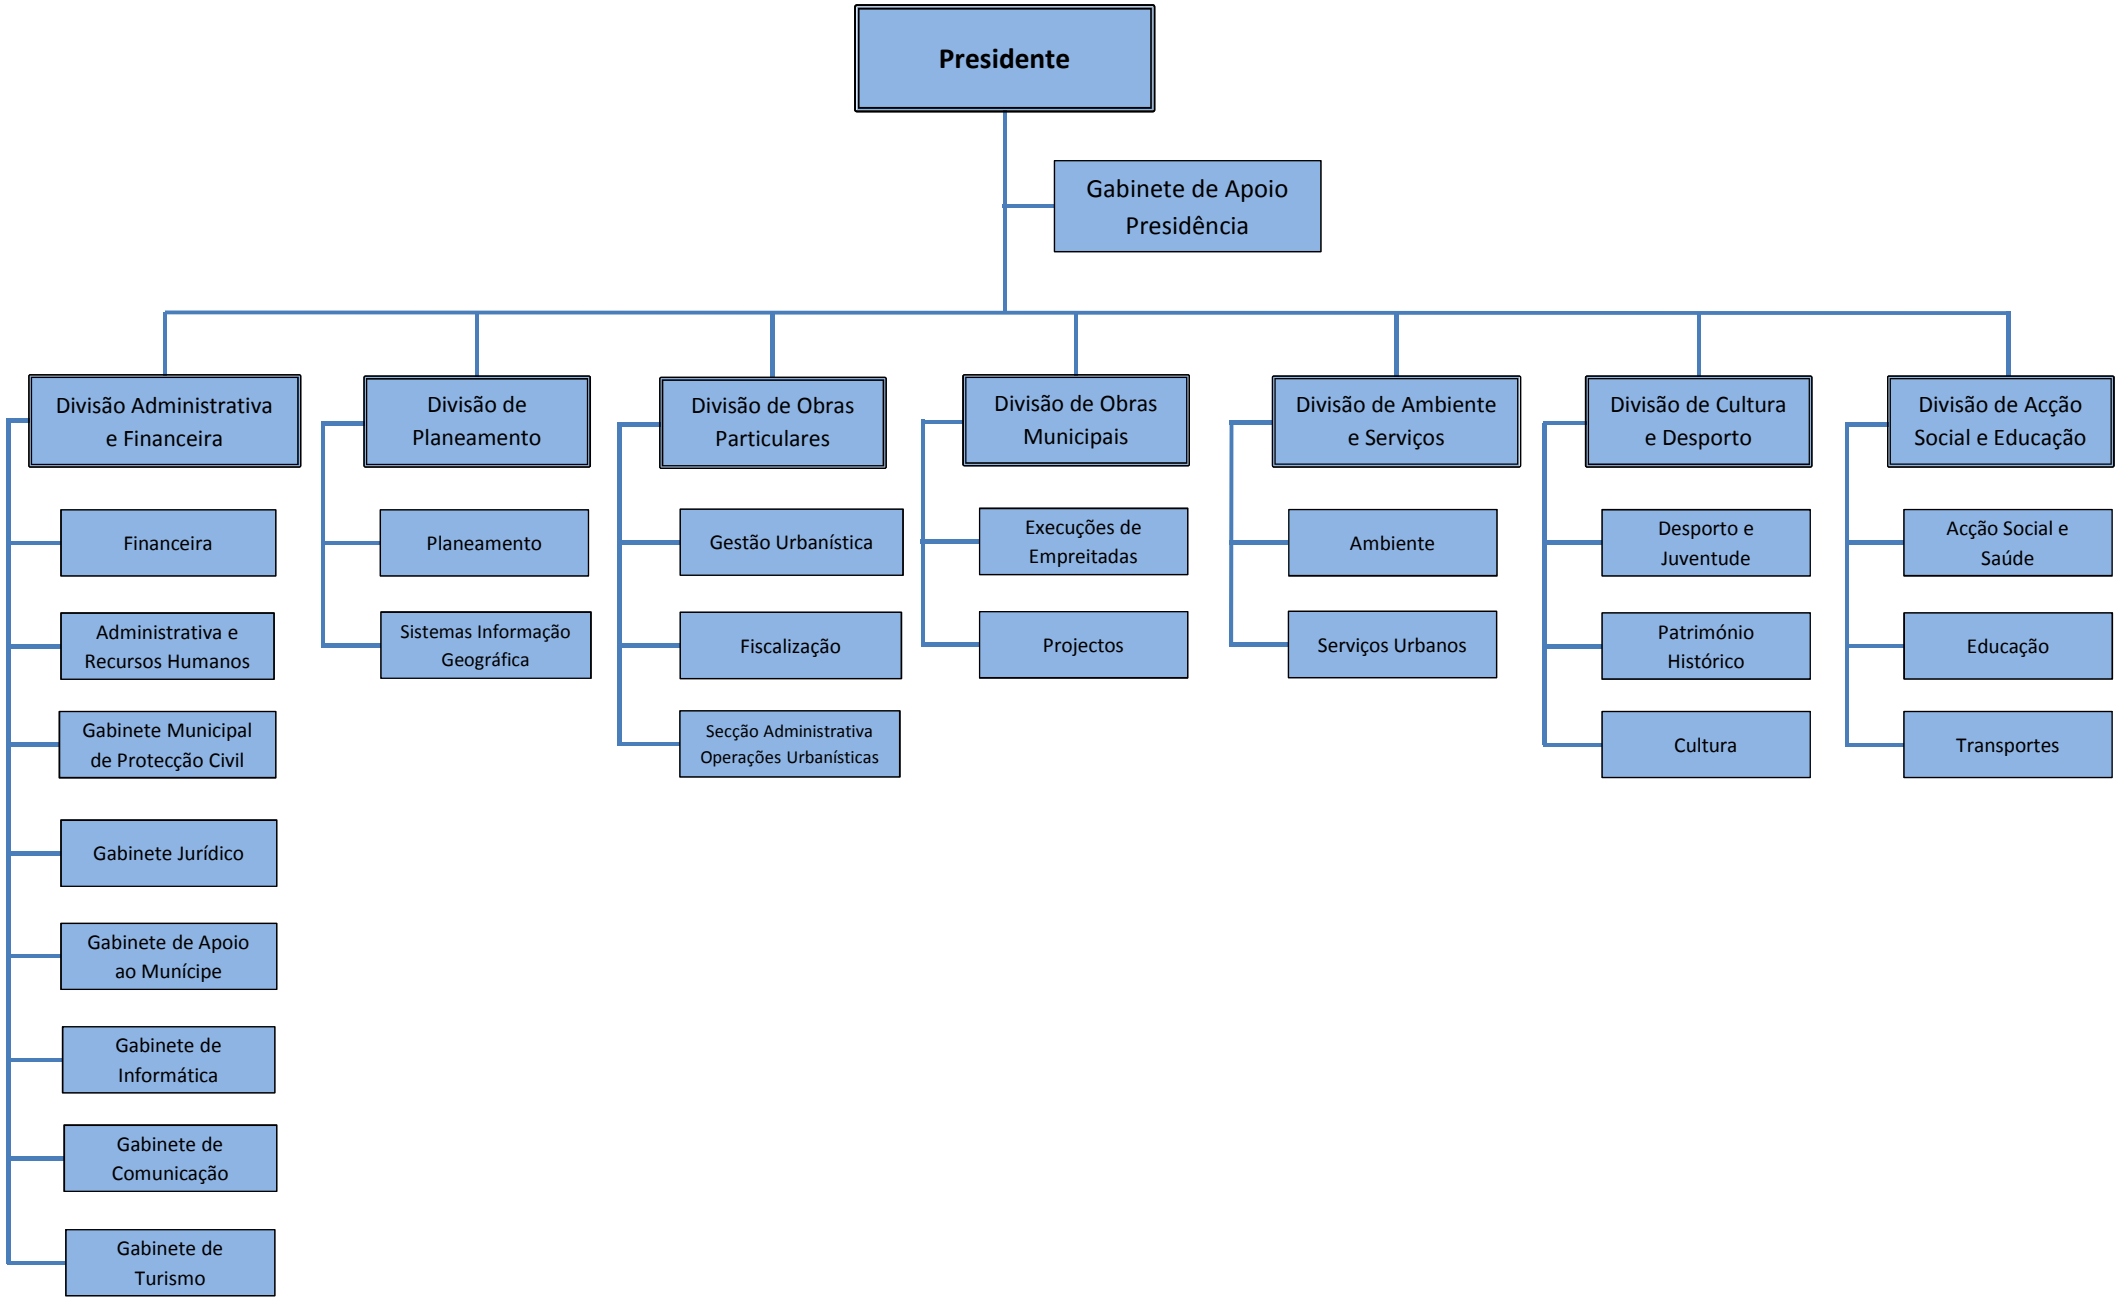 Presidente
Gabinete de Apoio
Presidência
Divisão Administrativa
e Financeira
Divisão de
Planeamento
Divisão de Obras
Particulares
Divisão de Obras
Municipais
Divisão de Ambiente
e Serviços
Divisão de Cultura
e Desporto
Divisão de Acção
Social e Educação
Financeira
Administrativa e
Recursos Humanos
Gabinete Municipal
de Protecção Civil
Gabinete Jurídico
Gabinete de Apoio
ao Munícipe
Gabinete de
Informática
Gabinete de
Comunicação
Gabinete de
Turismo
Planeamento
Sistemas Informação
Geográfica
Gestão Urbanística
Fiscalização
Secção Administrativa
Operações Urbanísticas
Execuções de
Empreitadas
Projectos
Ambiente
Serviços Urbanos
Desporto e
Juventude
Património
Histórico
Cultura
Acção Social e
Saúde
Educação
Transportes